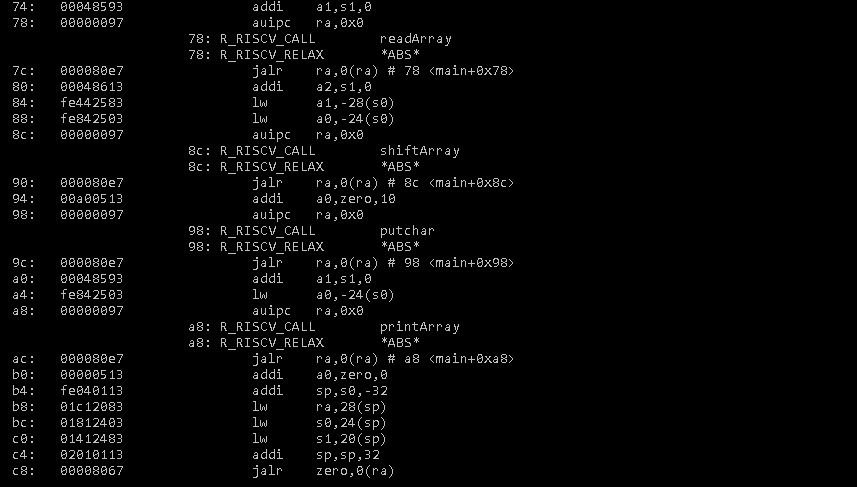 74: 00048593 addi a1,s1,0
78: 00000097 auipc ra,0x0
78: R_RISCV_CALL readArray
78: R_RISCV_RELAX *ABS*
7c: 000080e7 jalr ra,0(ra) # 78 <main+0x78>
80: 00048613 addi a2,s1,0
84: fe442583 lw a1,-28(s0)
88: fe842503 lw a0,-24(s0)
8c: 00000097 auipc ra,0x0
8c: R_RISCV_CALL shiftArray
8c: R_RISCV_RELAX *ABS*
90: 000080e7 jalr ra,0(ra) # 8c <main+0x8c>
94: 00a00513 addi a0,zero,10
98: 00000097 auipc ra,0x0
98: R_RISCV_CALL putchar
98: R_RISCV_RELAX *ABS*
9c: 000080e7 jalr ra,0(ra) # 98 <main+0x98>
a0: 00048593 addi a1,s1,0
a4: fe842503 lw a0,-24(s0)
a8: 00000097 auipc ra,0x0
a8: R_RISCV_CALL printArray
a8: R_RISCV_RELAX *ABS*
ac: 000080e7 jalr ra,0(ra) # a8 <main+0xa8>
b0: 00000513 addi a0,zero,0
b4: fe040113 addi sp,s0,-32
b8: 01c12083 lw ra,28(sp)
bc: 01812403 lw s0,24(sp)
c0: 01412483 lw s1,20(sp)
c4: 02010113 addi sp,sp,32
c8: 00008067 jalr zero,0(ra)